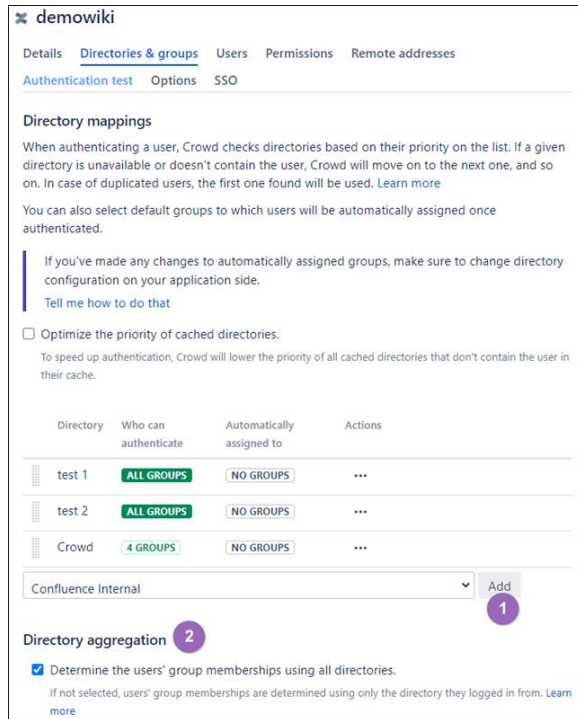 demowiki
Details Directories & groups Users Permissions Remote addresses
Authentication test Options SSO
Directory mappings
When authenticating a user, Crowd checks directories based on their priority on the list. If a given
directory is unavailable or doesn't contain the user, Crowd will move on to the next one, and so
on. In case of duplicated users, the first one found will be used. Learn more
You can also select default groups to which users will be automatically assigned once
authenticated.
If you've made any changes to automatically assigned groups, make sure to change directory
configuration on your application side.
Tell me how to do that
Optimize the priority of cached directories.
To speed up authentication, Crowd will lower the priority of all cached directories that don't contain the user in
their cache.
Directory Who can Automatically Actions
authenticate assigned to
test 1 ALL GROUPS NO GROUPS •••
test 2 ALL GROUPS NO GROUPS •••
Crowd 4 GROUPS NO GROUPS •••
Confluence Internal Add
1
Directory aggregation 2
Determine the users' group memberships using all directories.
If not selected, users' group memberships are determined using only the directory they logged in from. Learn
more